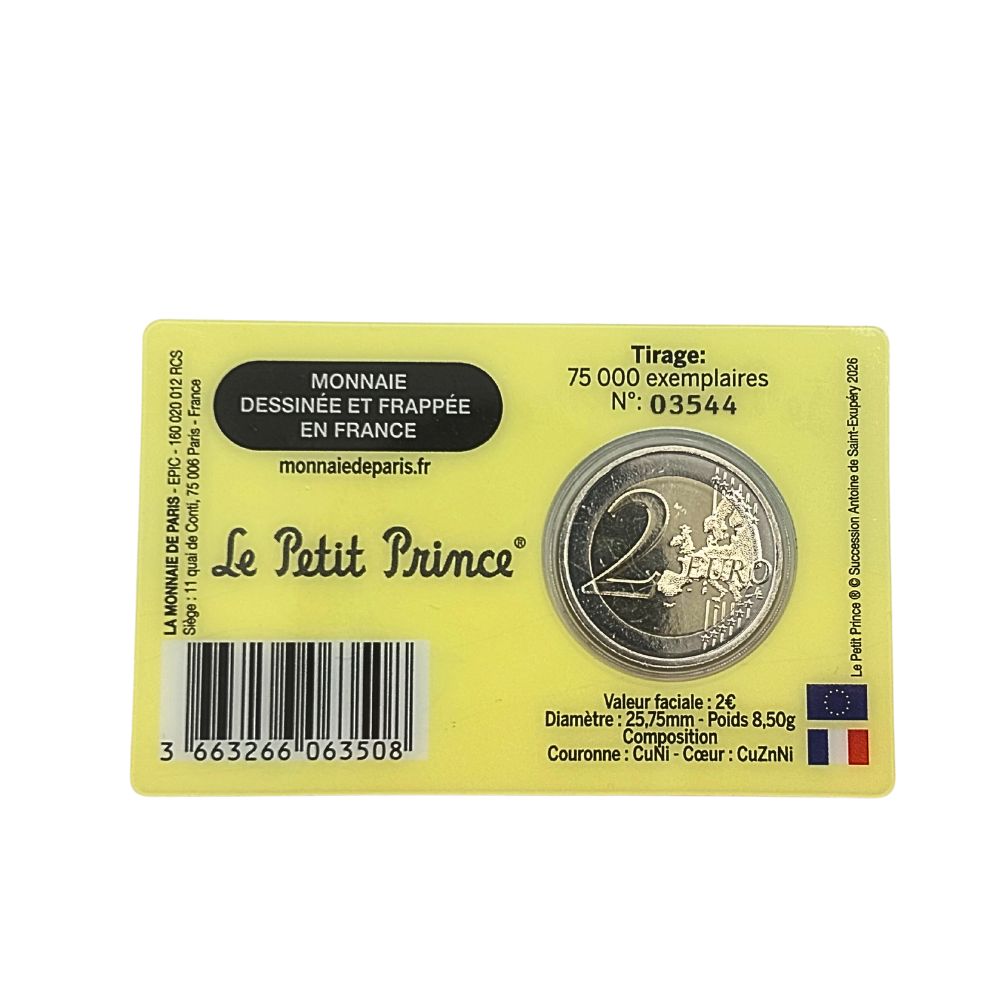 LA MONNAIE DE PARIS - EPIC - 160 020 012 RCS
Siège : 11 quai de Conti, 75 006 Paris - France
MONNAIE
DESSINÉE ET FRAPPÉE
EN FRANCE
monnaiedeparis.fr
Le Petit Prince®
3 663266 063508
Tirage:
75 000 exemplaires
N°: 03544
2 EURO
Valeur faciale : 2€
Diamètre : 25,75mm - Poids 8,50g
Composition
Couronne : CuNi - Cœur : CuZnNi
Le Petit Prince ® © Succession Antoine de Saint-Exupéry 2026